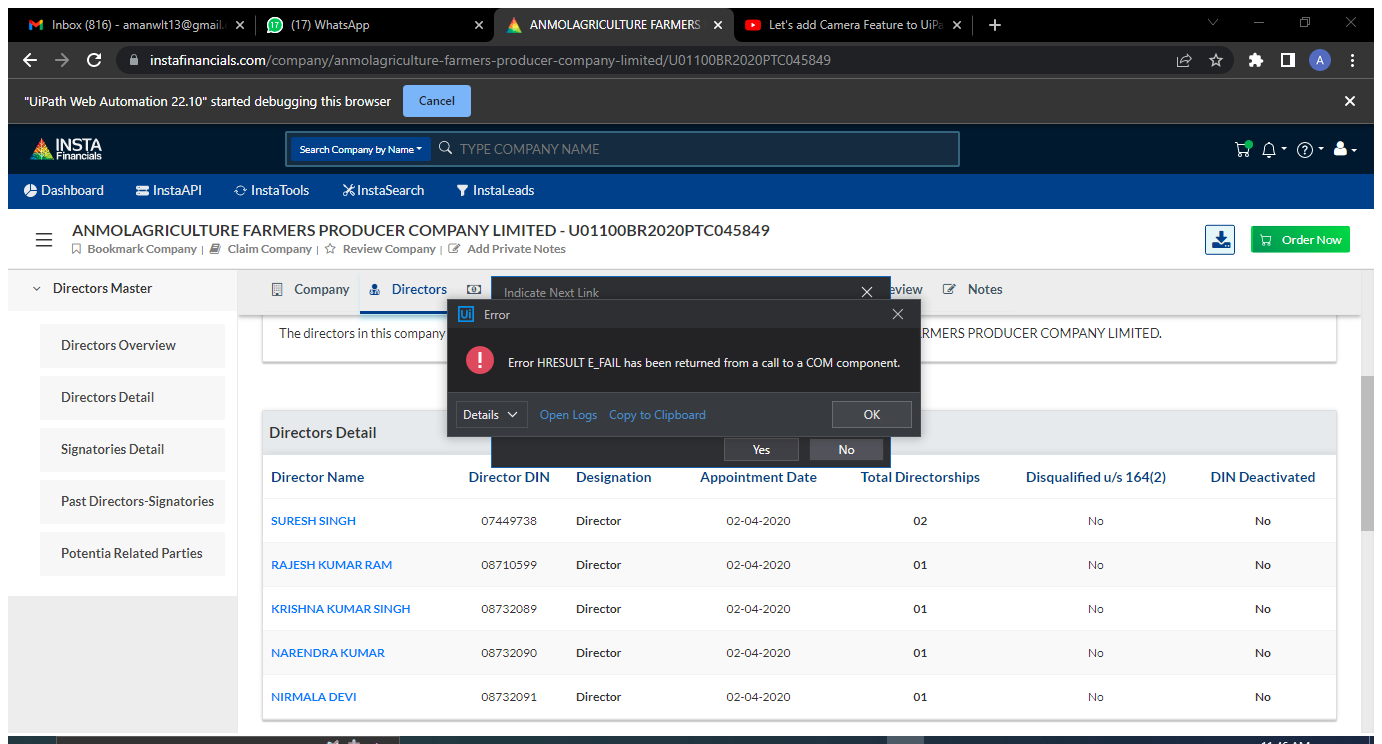 Inbox (816) - amanwlt13@gmail.
(17) WhatsApp
ANMOLAGRICULTURE FARMERS
Let's add Camera Feature to UiPa
instafinancials.com/company/anmolagriculture-farmers-producer-company-limited/U01100BR2020PTC045849
A
"UiPath Web Automation 22.10" started debugging this browser
Cancel
INSTA
Financials
Search Company by Name
TYPE COMPANY NAME
Dashboard
InstaAPI
InstaTools
InstaSearch
InstaLeads
ANMOLAGRICULTURE FARMERS PRODUCER COMPANY LIMITED - U01100BR2020PTC045849
Bookmark Company | Claim Company | Review Company | Add Private Notes
Order Now
Directors Master
Company
Directors
Indicate Next Link
eview
Notes
Directors Overview
Directors Detail
Signatories Detail
Past Directors-Signatories
Potentia Related Parties
The directors in this company
RMERS PRODUCER COMPANY LIMITED.
Ui Error
Error HRESULT E_FAIL has been returned from a call to a COM component.
Details
Open Logs
Copy to Clipboard
OK
Yes
No
Directors Detail
Director Name Director DIN Designation Appointment Date Total Directorships Disqualified u/s 164(2) DIN Deactivated
SURESH SINGH 07449738 Director 02-04-2020 02 No No
RAJESH KUMAR RAM 08710599 Director 02-04-2020 01 No No
KRISHNA KUMAR SINGH 08732089 Director 02-04-2020 01 No No
NARENDRA KUMAR 08732090 Director 02-04-2020 01 No No
NIRMALA DEVI 08732091 Director 02-04-2020 01 No No